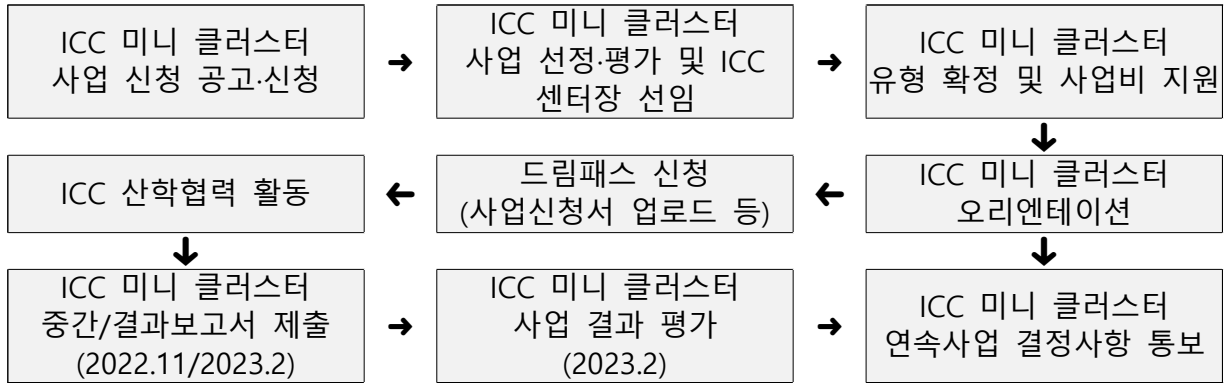 ICC 미니 클러스터
사업 신청 공고·신청
→
ICC 미니 클러스터
사업 선정·평가 및 ICC
센터장 선임
→
ICC 미니 클러스터
유형 확정 및 사업비 지원
↓
ICC 산학협력 활동
←
드림패스 신청
(사업신청서 업로드 등)
←
ICC 미니 클러스터
오리엔테이션
↓
↓
ICC 미니 클러스터
중간/결과보고서 제출
(2022.11/2023.2)
→
ICC 미니 클러스터
사업 결과 평가
(2023.2)
→
ICC 미니 클러스터
연속사업 결정사항 통보